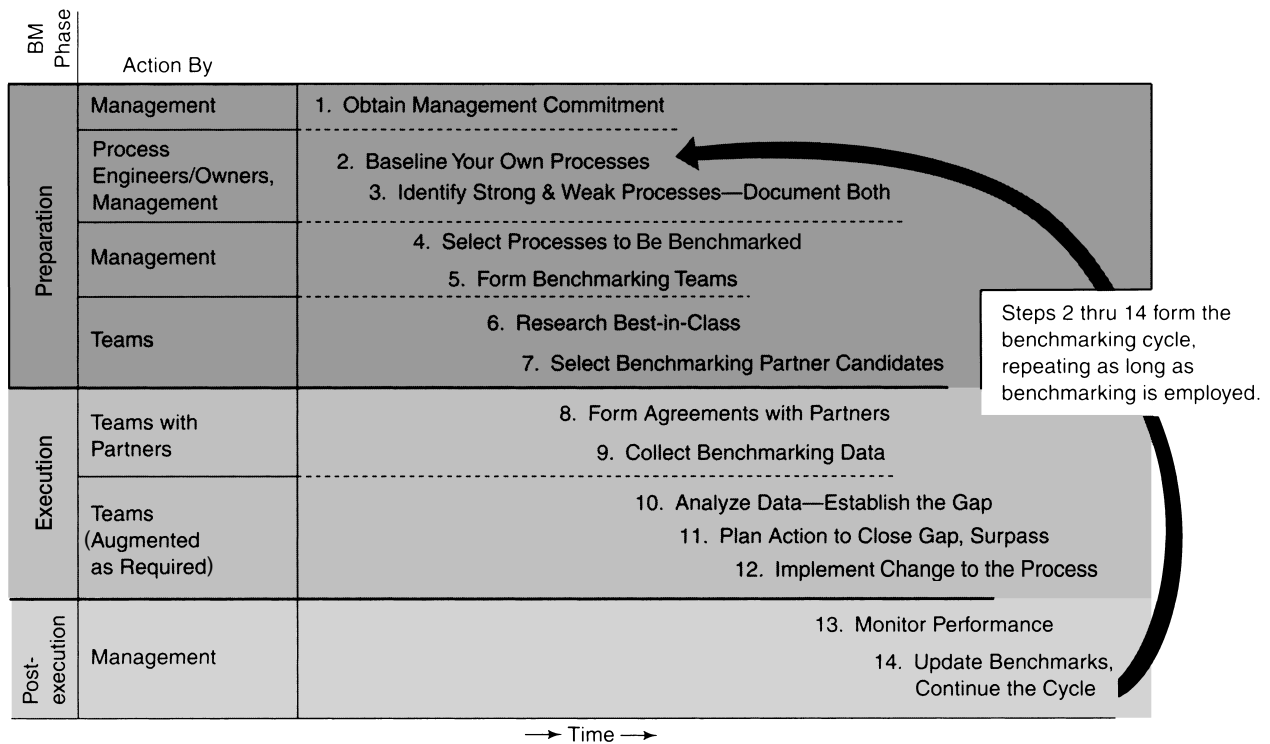 BM
Phase
Action By
Preparation
Management
1. Obtain Management Commitment
Process
Engineers/Owners,
Management
2. Baseline Your Own Processes
3. Identify Strong & Weak Processes—Document Both
Management
4. Select Processes to Be Benchmarked
5. Form Benchmarking Teams
Teams
6. Research Best-in-Class
7. Select Benchmarking Partner Candidates
Steps 2 thru 14 form the
benchmarking cycle,
repeating as long as
benchmarking is employed.
Execution
Teams with
Partners
8. Form Agreements with Partners
9. Collect Benchmarking Data
Teams
(Augmented
as Required)
10. Analyze Data—Establish the Gap
11. Plan Action to Close Gap, Surpass
12. Implement Change to the Process
Post-
execution
Management
13. Monitor Performance
14. Update Benchmarks,
Continue the Cycle
Time